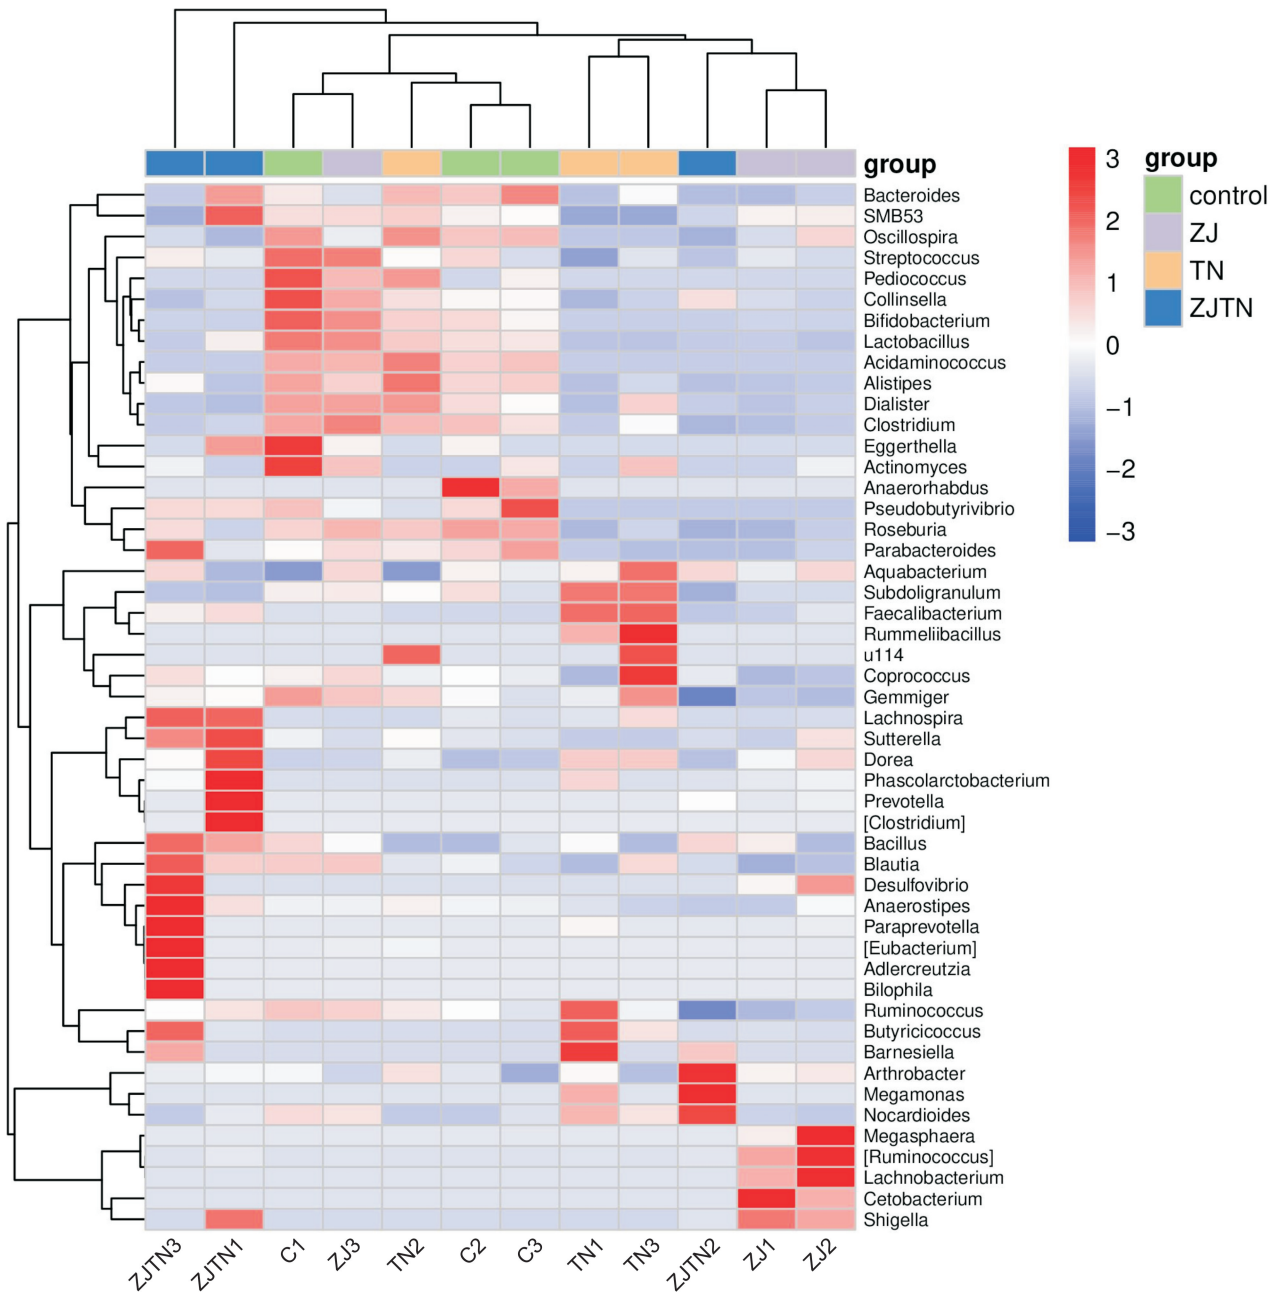 group
Bacteroides
SMB53
Oscillospira
Streptococcus
Pediococcus
Collinsella
Bifidobacterium
Lactobacillus
Acidaminococcus
Alistipes
Dialister
Clostridium
Eggerthella
Actinomyces
Anaerorhabdus
Pseudobutyrivibrio
Roseburia
Parabacteroides
Aquabacterium
Subdoligranulum
Faecalibacterium
Rummeliibacillus
u114
Coprococcus
Gemmiger
Lachnospira
Sutterella
Dorea
Phascolarctobacterium
Prevotella
[Clostridium]
Bacillus
Blautia
Desulfovibrio
Anaerostipes
Paraprevotella
[Eubacterium]
Adlercreutzia
Bilophila
Ruminococcus
Butyricicoccus
Barnesiella
Arthrobacter
Megamonas
Nocardioides
Megasphaera
[Ruminococcus]
Lachnobacterium
Cetobacterium
Shigella
ZJTN3
ZJTN1
C1
ZJ3
TN2
C2
C3
TN1
TN3
ZJTN2
ZJ1
ZJ2
3
2
1
0
−1
−2
−3
group
control
ZJ
TN
ZJTN